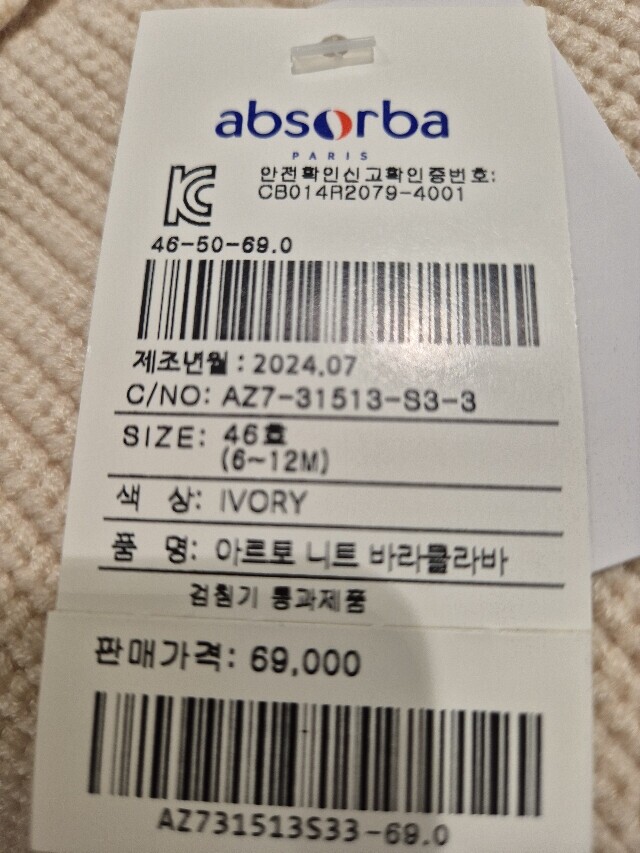 absorba
PARIS
안전확인신고확인증번호:
CB014R2079-4001
46-50-69.0
제조년월 : 2024.07
C/NO: AZ7-31513-S3-3
SIZE: 46호
(6~12M)
색 상: IVORY
품 명: 아르토 니트 바라클라바
검침기 통과제품
판매가격: 69,000
AZ731513S33-69.0